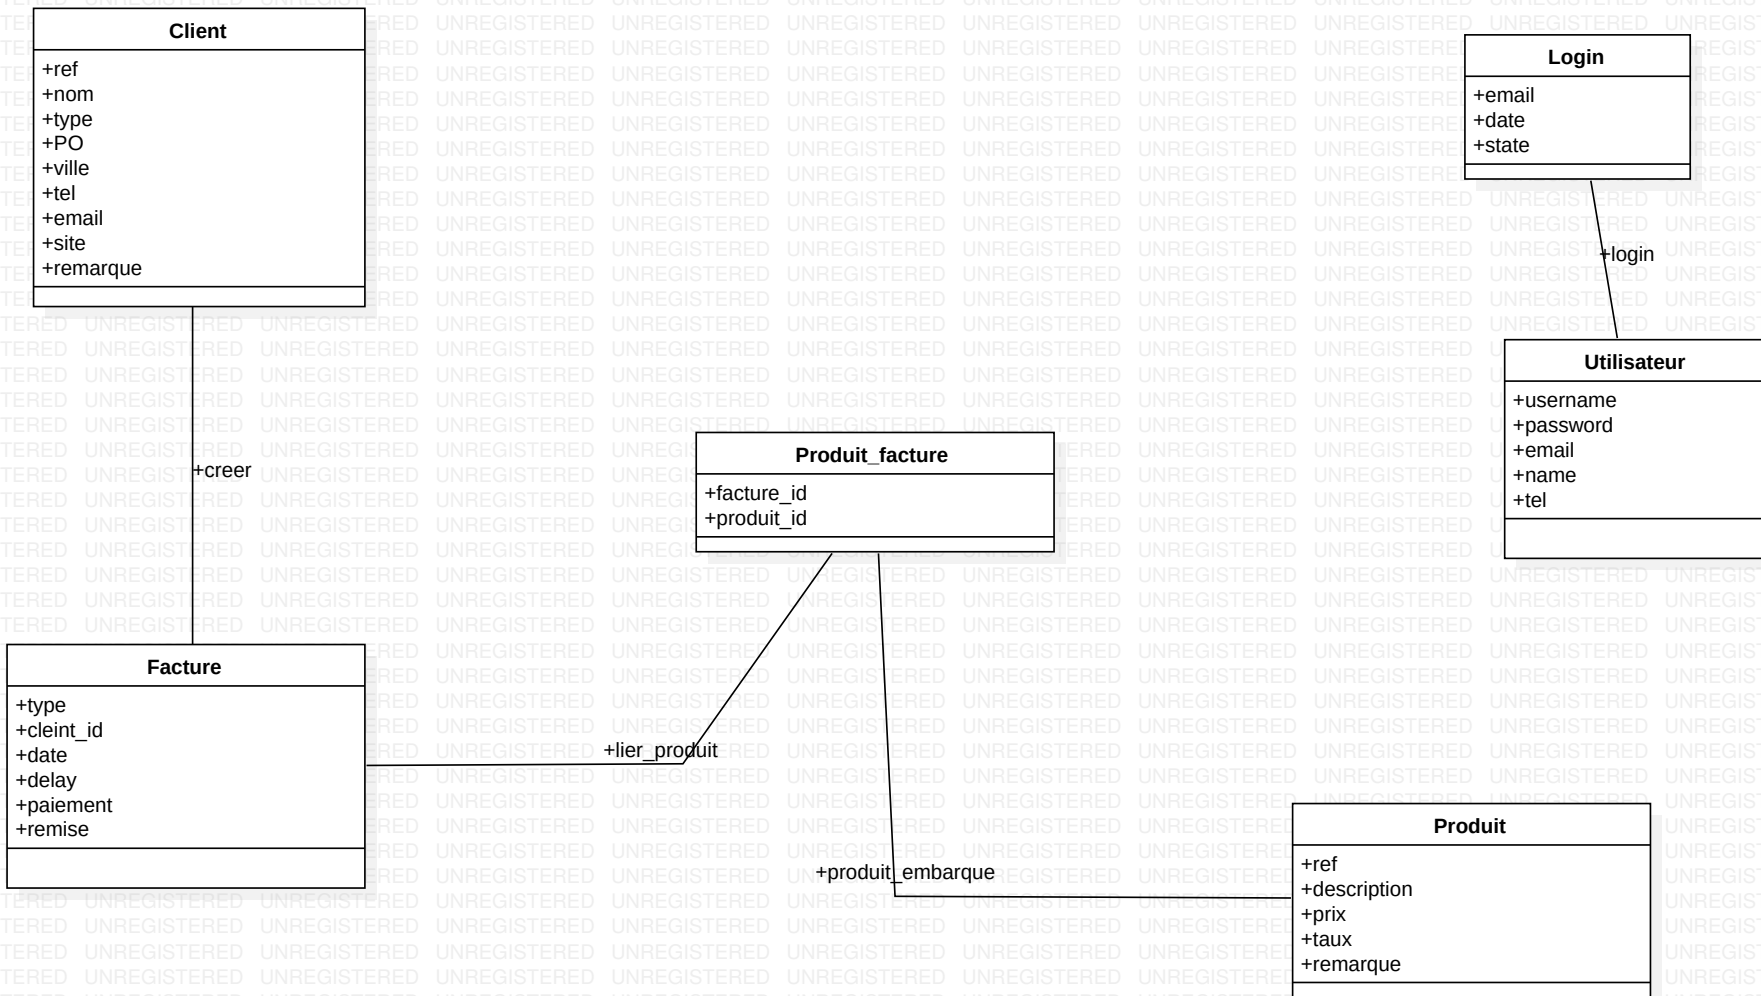 Client
+ref
+nom
+type
+PO
+ville
+tel
+email
+site
+remarque
+creer
Facture
+type
+cleint_id
+date
+delay
+paiement
+remise
Produit_facture
+facture_id
+produit_id
+lier_produit
+produit_embarque
Login
+email
+date
+state
+login
Utilisateur
+username
+password
+email
+name
+tel
Produit
+ref
+description
+prix
+taux
+remarque
UNREGISTERED